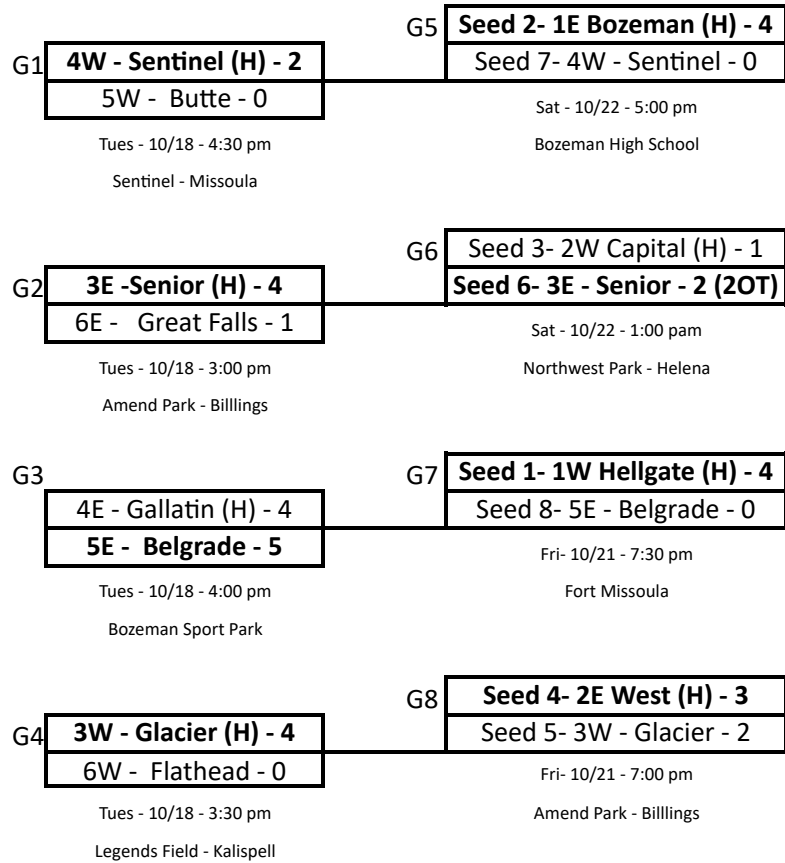 G5
Seed 2- 1E Bozeman (H) - 4
Seed 7- 4W - Sentinel - 0
Sat - 10/22 - 5:00 pm
Bozeman High School
G1
4W - Sentinel (H) - 2
5W - Butte - 0
Tues - 10/18 - 4:30 pm
Sentinel - Missoula
G6
Seed 3- 2W Capital (H) - 1
Seed 6- 3E - Senior - 2 (2OT)
Sat - 10/22 - 1:00 pam
Northwest Park - Helena
G2
3E -Senior (H) - 4
6E - Great Falls - 1
Tues - 10/18 - 3:00 pm
Amend Park - Billlings
G3
4E - Gallatin (H) - 4
5E - Belgrade - 5
Tues - 10/18 - 4:00 pm
Bozeman Sport Park
G7
Seed 1- 1W Hellgate (H) - 4
Seed 8- 5E - Belgrade - 0
Fri- 10/21 - 7:30 pm
Fort Missoula
G8
Seed 4- 2E West (H) - 3
Seed 5- 3W - Glacier - 2
Fri- 10/21 - 7:00 pm
Amend Park - Billlings
G4
3W - Glacier (H) - 4
6W - Flathead - 0
Tues - 10/18 - 3:30 pm
Legends Field - Kalispell